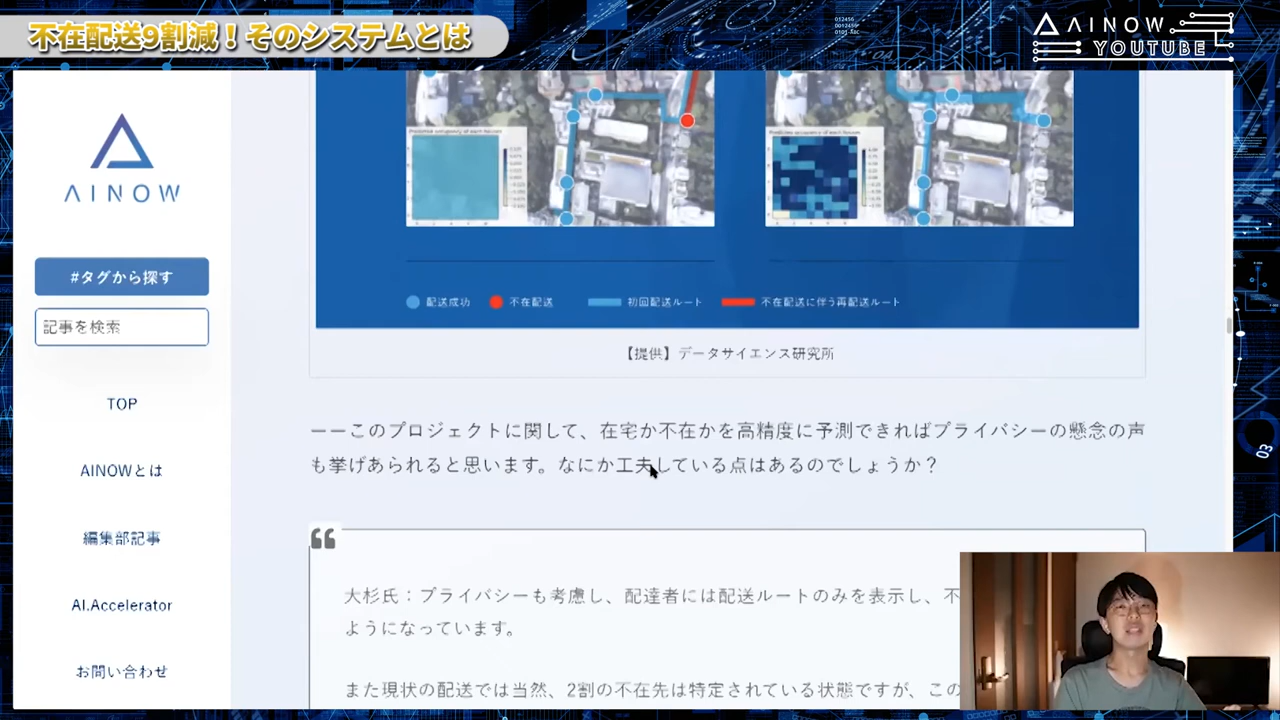 不在配送9割減！そのシステムとは
AINOW
YOUTUBE
AINOW
#タグから探す
記事を検索
TOP
AINOWとは
編集部記事
AI.Accelerator
お問い合わせ
配送成功
不在配送
初回配送ルート
不在配送に伴う再配送ルート
【提供】データサイエンス研究所
ーーこのプロジェクトに関して、在宅か不在かを高精度に予測できればプライバシーの懸念の声
も挙げあられると思います。なにか工夫している点はあるのでしょうか？
大杉氏：プライバシーも考慮し、配達者には配送ルートのみを表示し、不
ようになっています。
また現状の配送では当然、2割の不在先は特定されている状態ですが、この
03